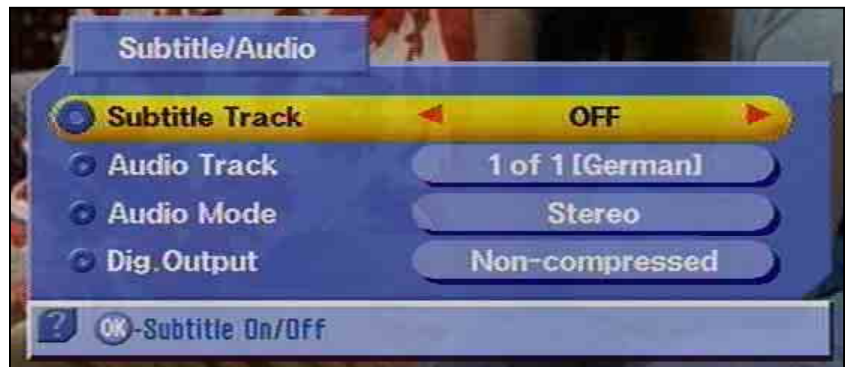 Subtitle/Audio
Subtitle Track OFF
Audio Track 1 of 1 [German]
Audio Mode Stereo
Dig.Output Non-compressed
? OK-Subtitle On/Off